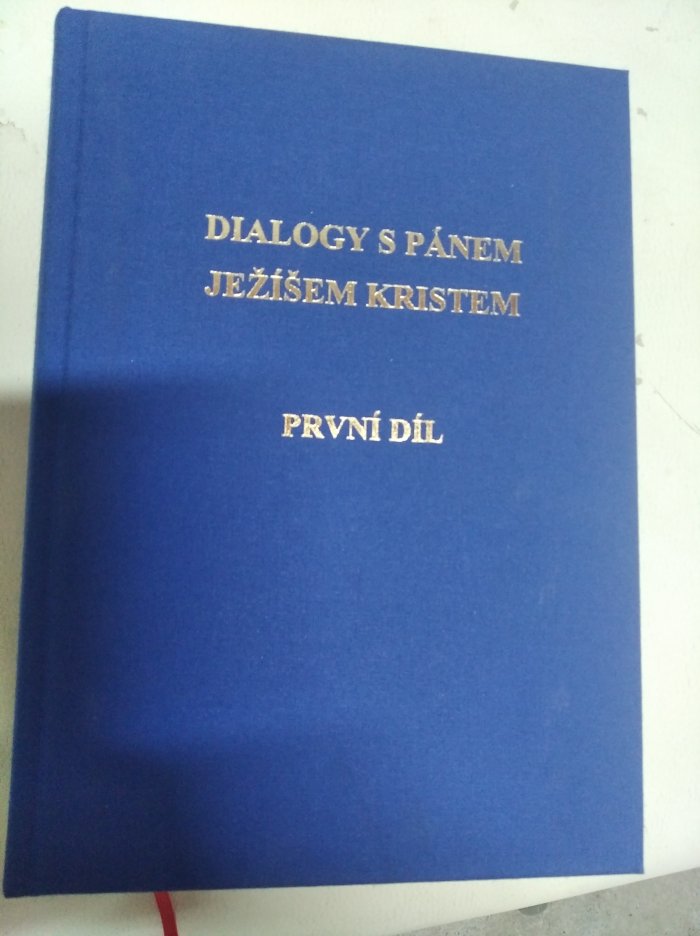 DIALOGY S PÁNEM
JEŽÍŠEM KRISTEM
PRVNÍ DÍL